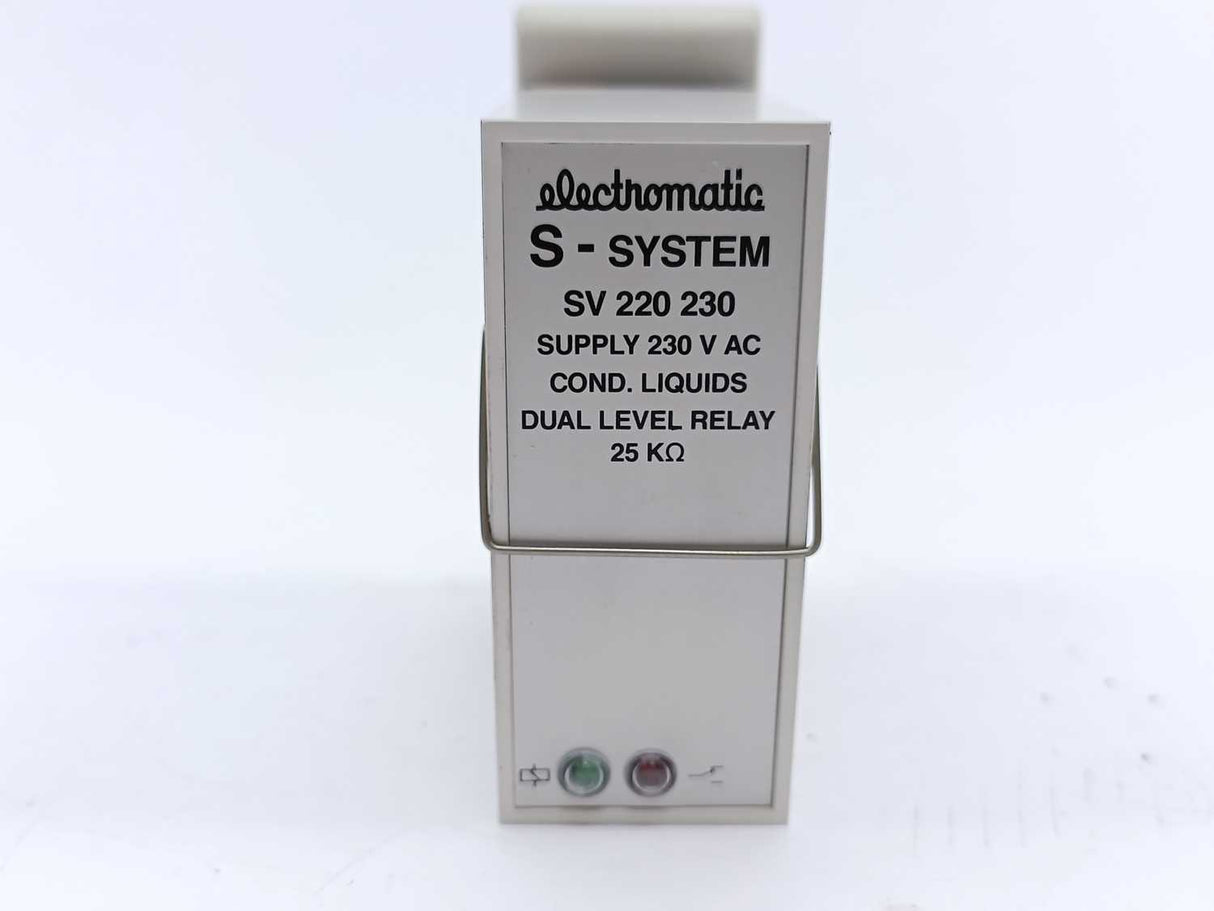 electromatic
S - SYSTEM
SV 220 230
SUPPLY 230 V AC
COND. LIQUIDS
DUAL LEVEL RELAY
25 KΩ